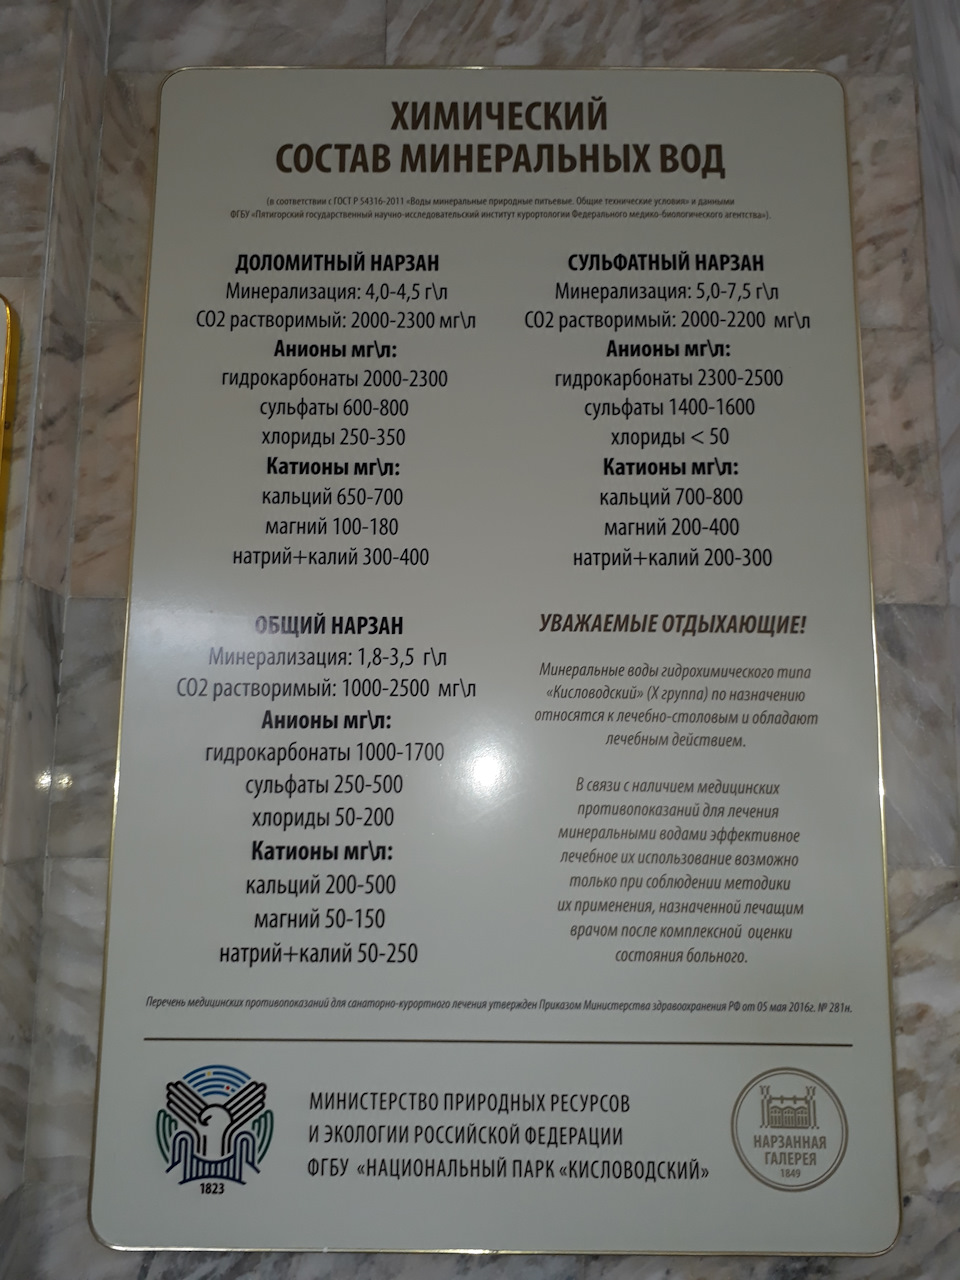 ХИМИЧЕСКИЙ
СОСТАВ МИНЕРАЛЬНЫХ ВОД
(в соответствии с ГОСТ Р 54316-2011 «Воды минеральные природные питьевые. Общие технические условия» и данными
ФГБУ «Пятигорский государственный научно-исследовательский институт курортологии Федерального медико-биологического агентства»).
ДОЛОМИТНЫЙ НАРЗАН
Минерализация: 4,0-4,5 г\л
СО2 растворимый: 2000-2300 мг\л
Анионы мг\л:
гидрокарбонаты 2000-2300
сульфаты 600-800
хлориды 250-350
Катионы мг\л:
кальций 650-700
магний 100-180
натрий+калий 300-400
СУЛЬФАТНЫЙ НАРЗАН
Минерализация: 5,0-7,5 г\л
СО2 растворимый: 2000-2200 мг\л
Анионы мг\л:
гидрокарбонаты 2300-2500
сульфаты 1400-1600
хлориды < 50
Катионы мг\л:
кальций 700-800
магний 200-400
натрий+калий 200-300
ОБЩИЙ НАРЗАН
Минерализация: 1,8-3,5 г\л
СО2 растворимый: 1000-2500 мг\л
Анионы мг\л:
гидрокарбонаты 1000-1700
сульфаты 250-500
хлориды 50-200
Катионы мг\л:
кальций 200-500
магний 50-150
натрий+калий 50-250
УВАЖАЕМЫЕ ОТДЫХАЮЩИЕ!
Минеральные воды гидрохимического типа
«Кисловодский» (X группа) по назначению
относятся к лечебно-столовым и обладают
лечебным действием.
В связи с наличием медицинских
противопоказаний для лечения
минеральными водами эффективное
лечебное их использование возможно
только при соблюдении методики
их применения, назначенной лечащим
врачом после комплексной оценки
состояния больного.
Перечень медицинских противопоказаний для санаторно-курортного лечения утвержден Приказом Министерства здравоохранения РФ от 05 мая 2016г. № 281н.
МИНИСТЕРСТВО ПРИРОДНЫХ РЕСУРСОВ
И ЭКОЛОГИИ РОССИЙСКОЙ ФЕДЕРАЦИИ
ФГБУ «НАЦИОНАЛЬНЫЙ ПАРК «КИСЛОВОДСКИЙ»
1823
НАРЗАННАЯ
ГАЛЕРЕЯ
1849